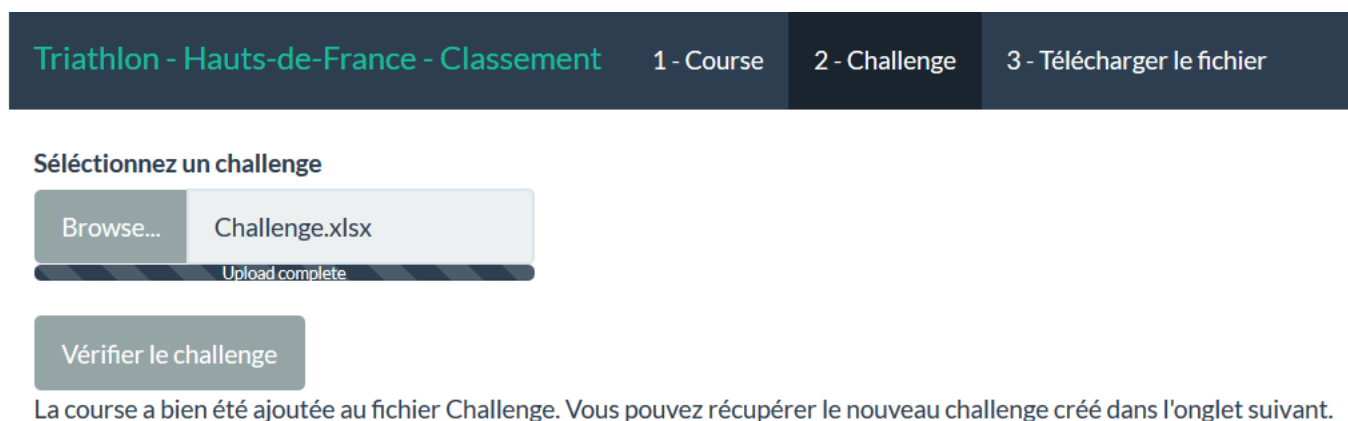 Triathlon - Hauts-de-France - Classement 1 - Course 2 - Challenge 3 - Télécharger le fichier
Séléctionnez un challenge
Browse... Challenge.xlsx
Upload complete
Vérifier le challenge
La course a bien été ajoutée au fichier Challenge. Vous pouvez récupérer le nouveau challenge créé dans l'onglet suivant.